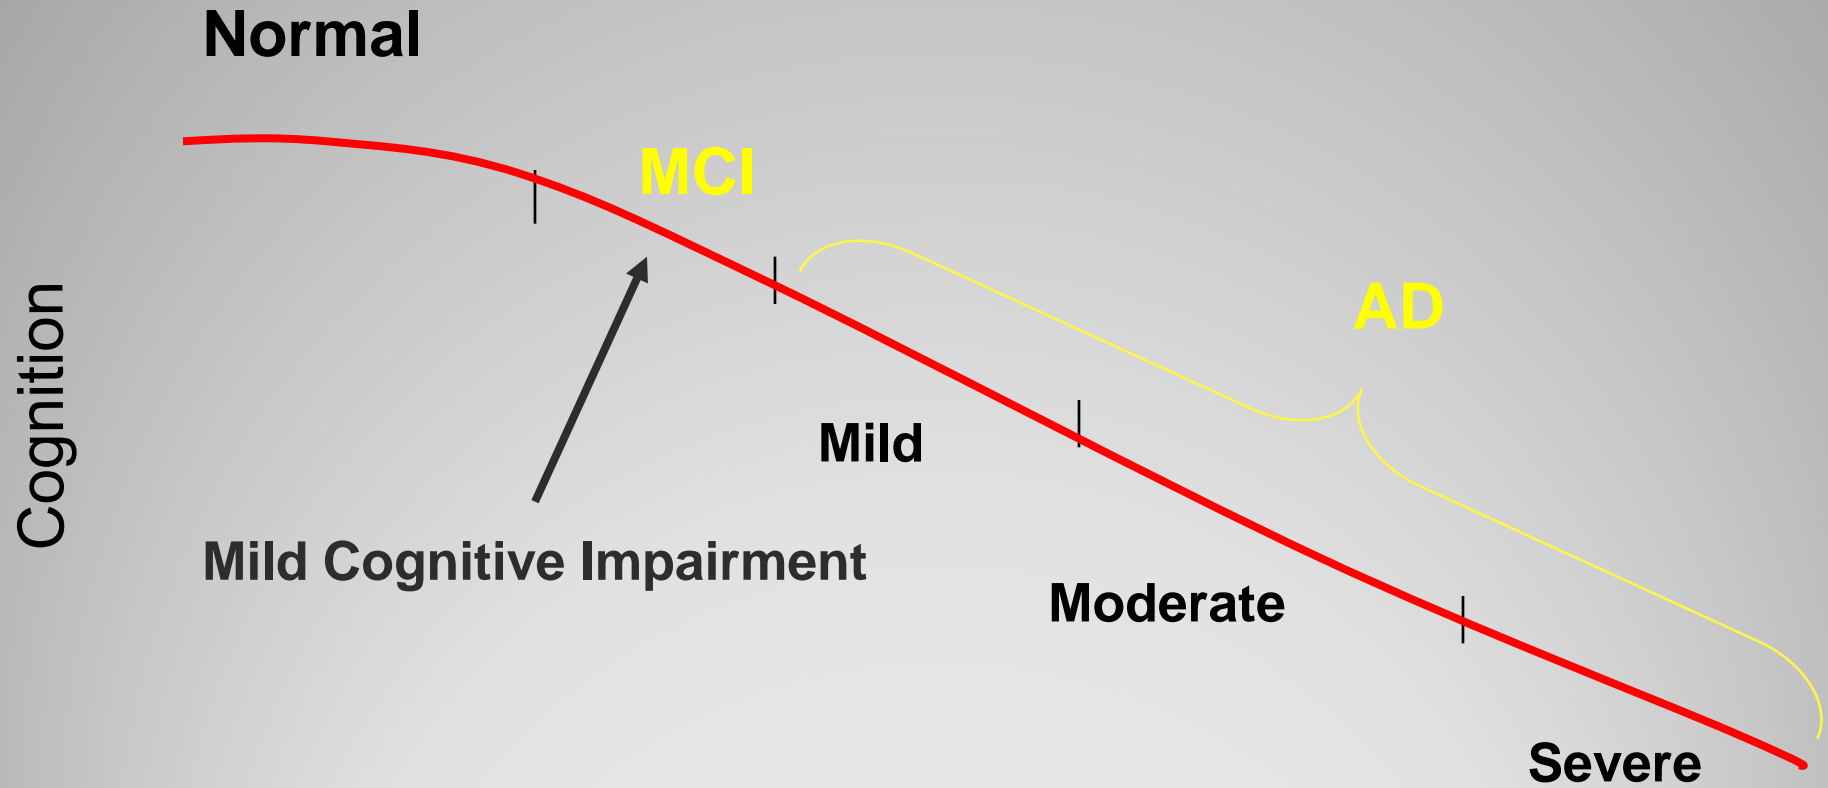 Normal
MCI
AD
Cognition
Mild
Mild Cognitive Impairment
Moderate
Severe